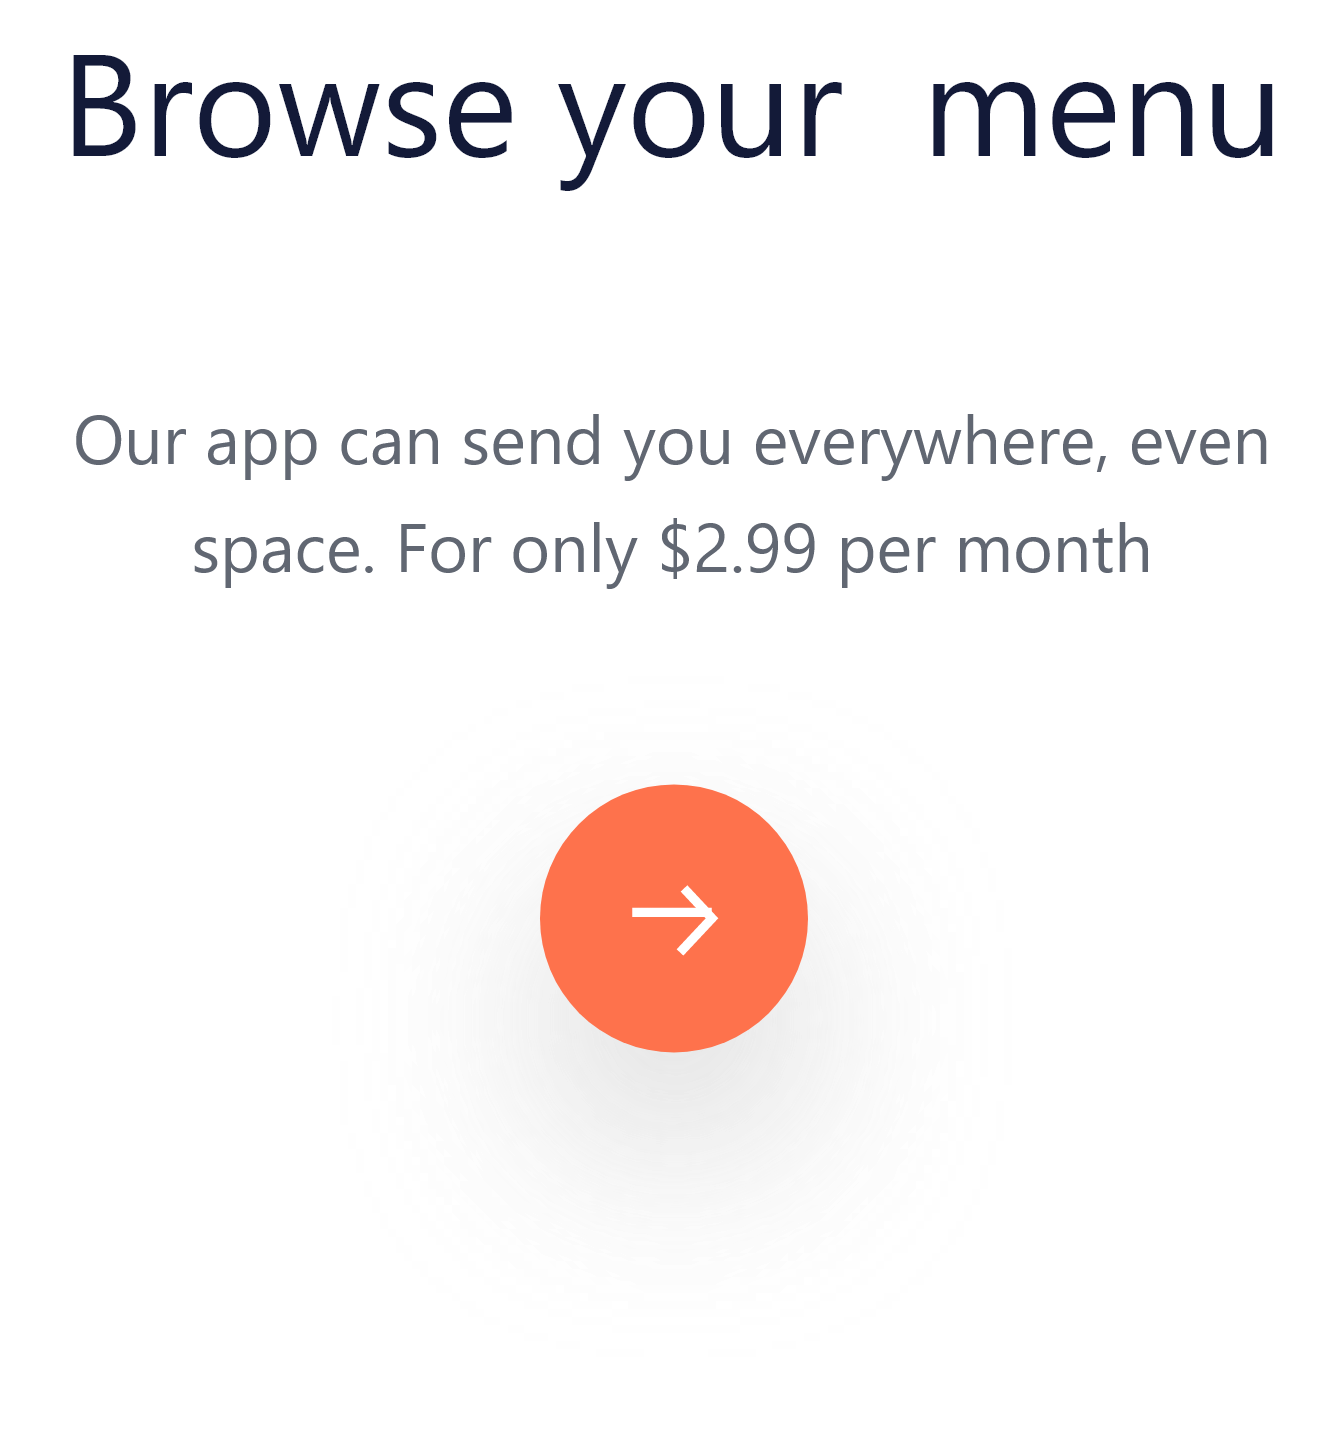 Browse your  menu
Our app can send you everywhere, even
space. For only $2.99 per month